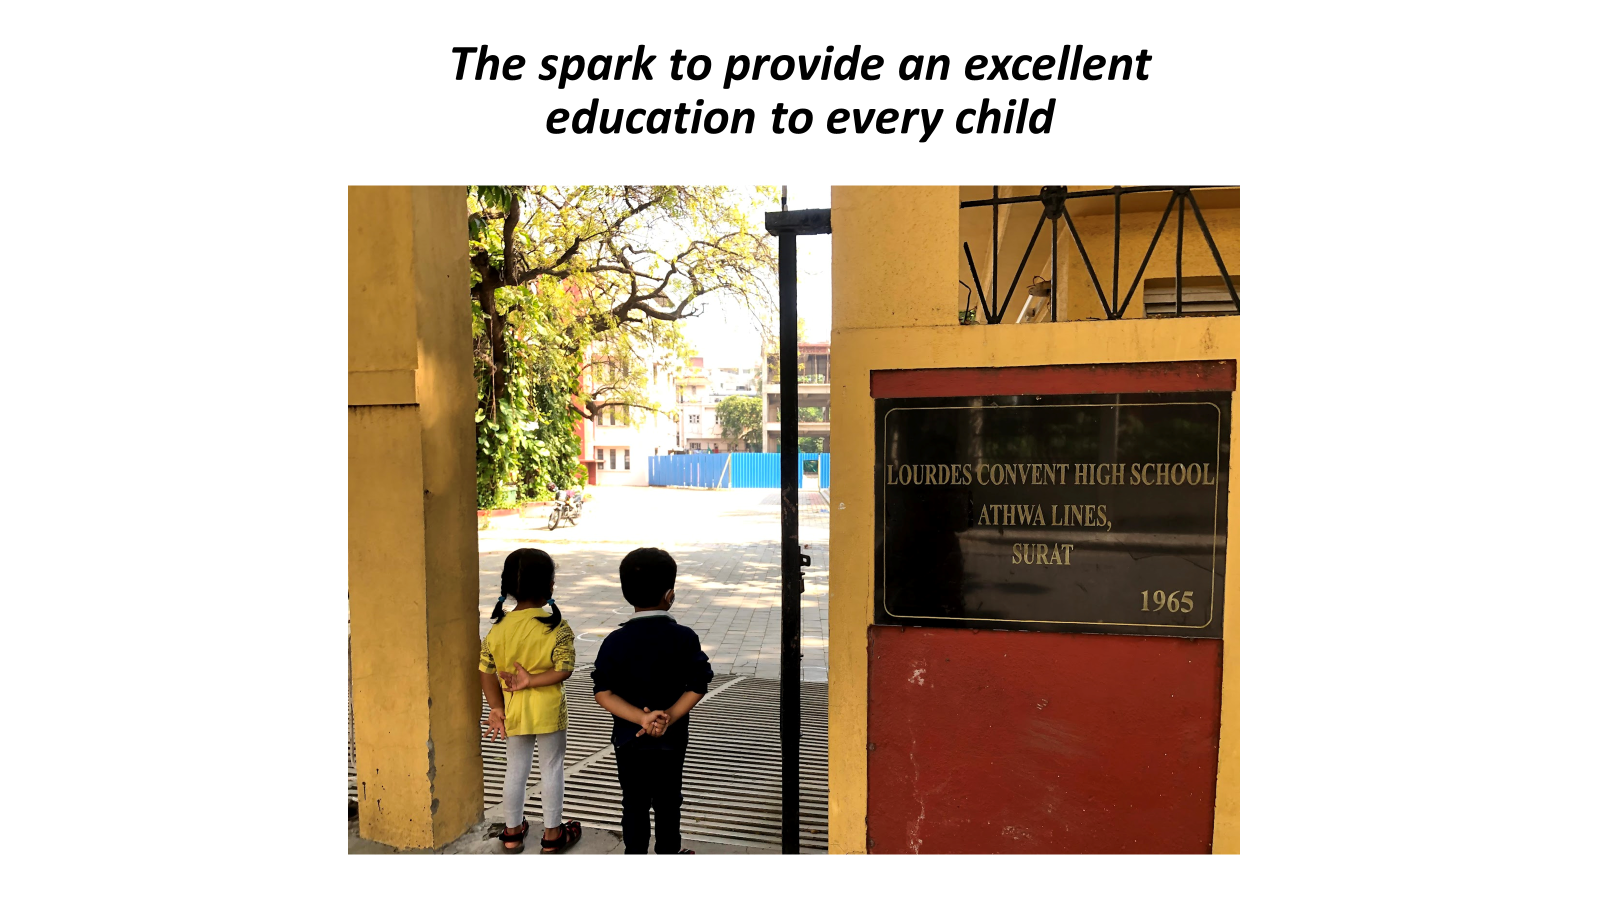 The spark to provide an excellent
education to every child
LOURDES CONVENT HIGH SCHOOL
ATHWA LINES,
SURAT
1965